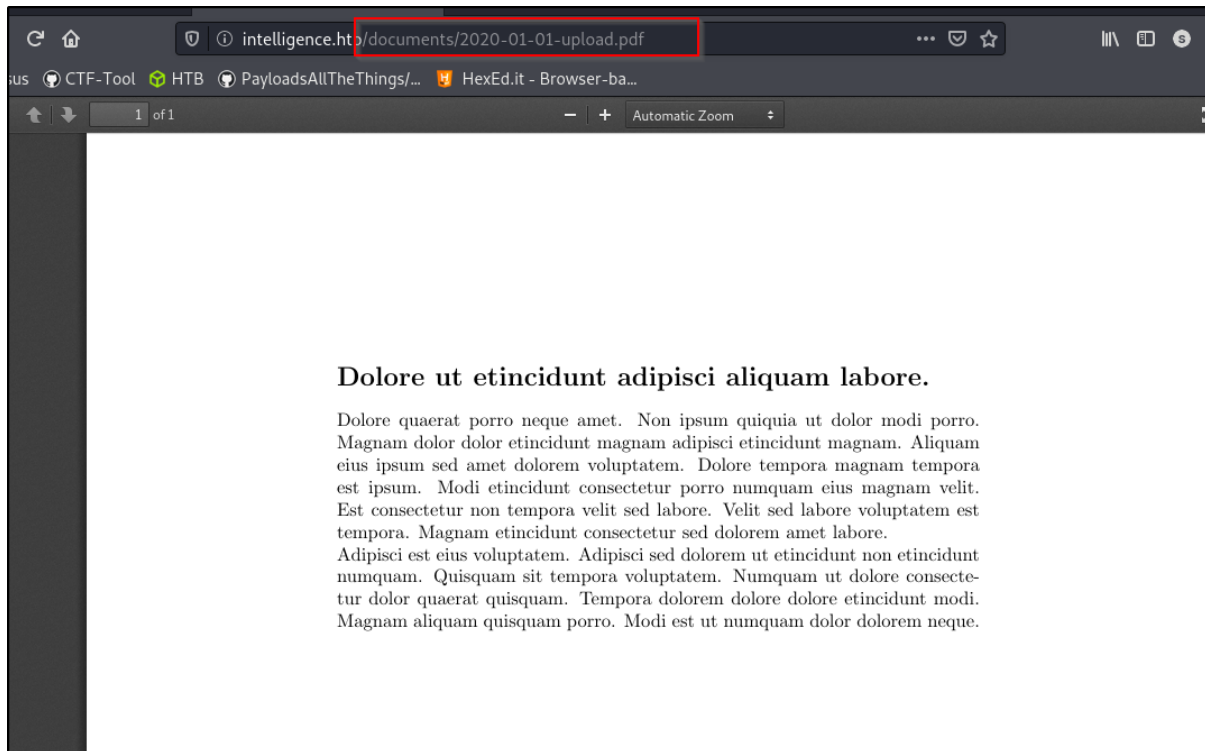 intelligence.htb/documents/2020-01-01-upload.pdf
sus CTF-Tool HTB PayloadsAllTheThings/... HexEd.it - Browser-ba...
1 of 1 Automatic Zoom
Dolore ut etincidunt adipisci aliquam labore.
Dolore quaerat porro neque amet. Non ipsum quiquia ut dolor modi porro.
Magnam dolor dolor etincidunt magnam adipisci etincidunt magnam. Aliquam
eius ipsum sed amet dolorem voluptatem. Dolore tempora magnam tempora
est ipsum. Modi etincidunt consectetur porro numquam eius magnam velit.
Est consectetur non tempora velit sed labore. Velit sed labore voluptatem est
tempora. Magnam etincidunt consectetur sed dolorem amet labore.
Adipisci est eius voluptatem. Adipisci sed dolorem ut etincidunt non etincidunt
numquam. Quisquam sit tempora voluptatem. Numquam ut dolore consecte-
tur dolor quaerat quisquam. Tempora dolorem dolore dolore etincidunt modi.
Magnam aliquam quisquam porro. Modi est ut numquam dolor dolorem neque.